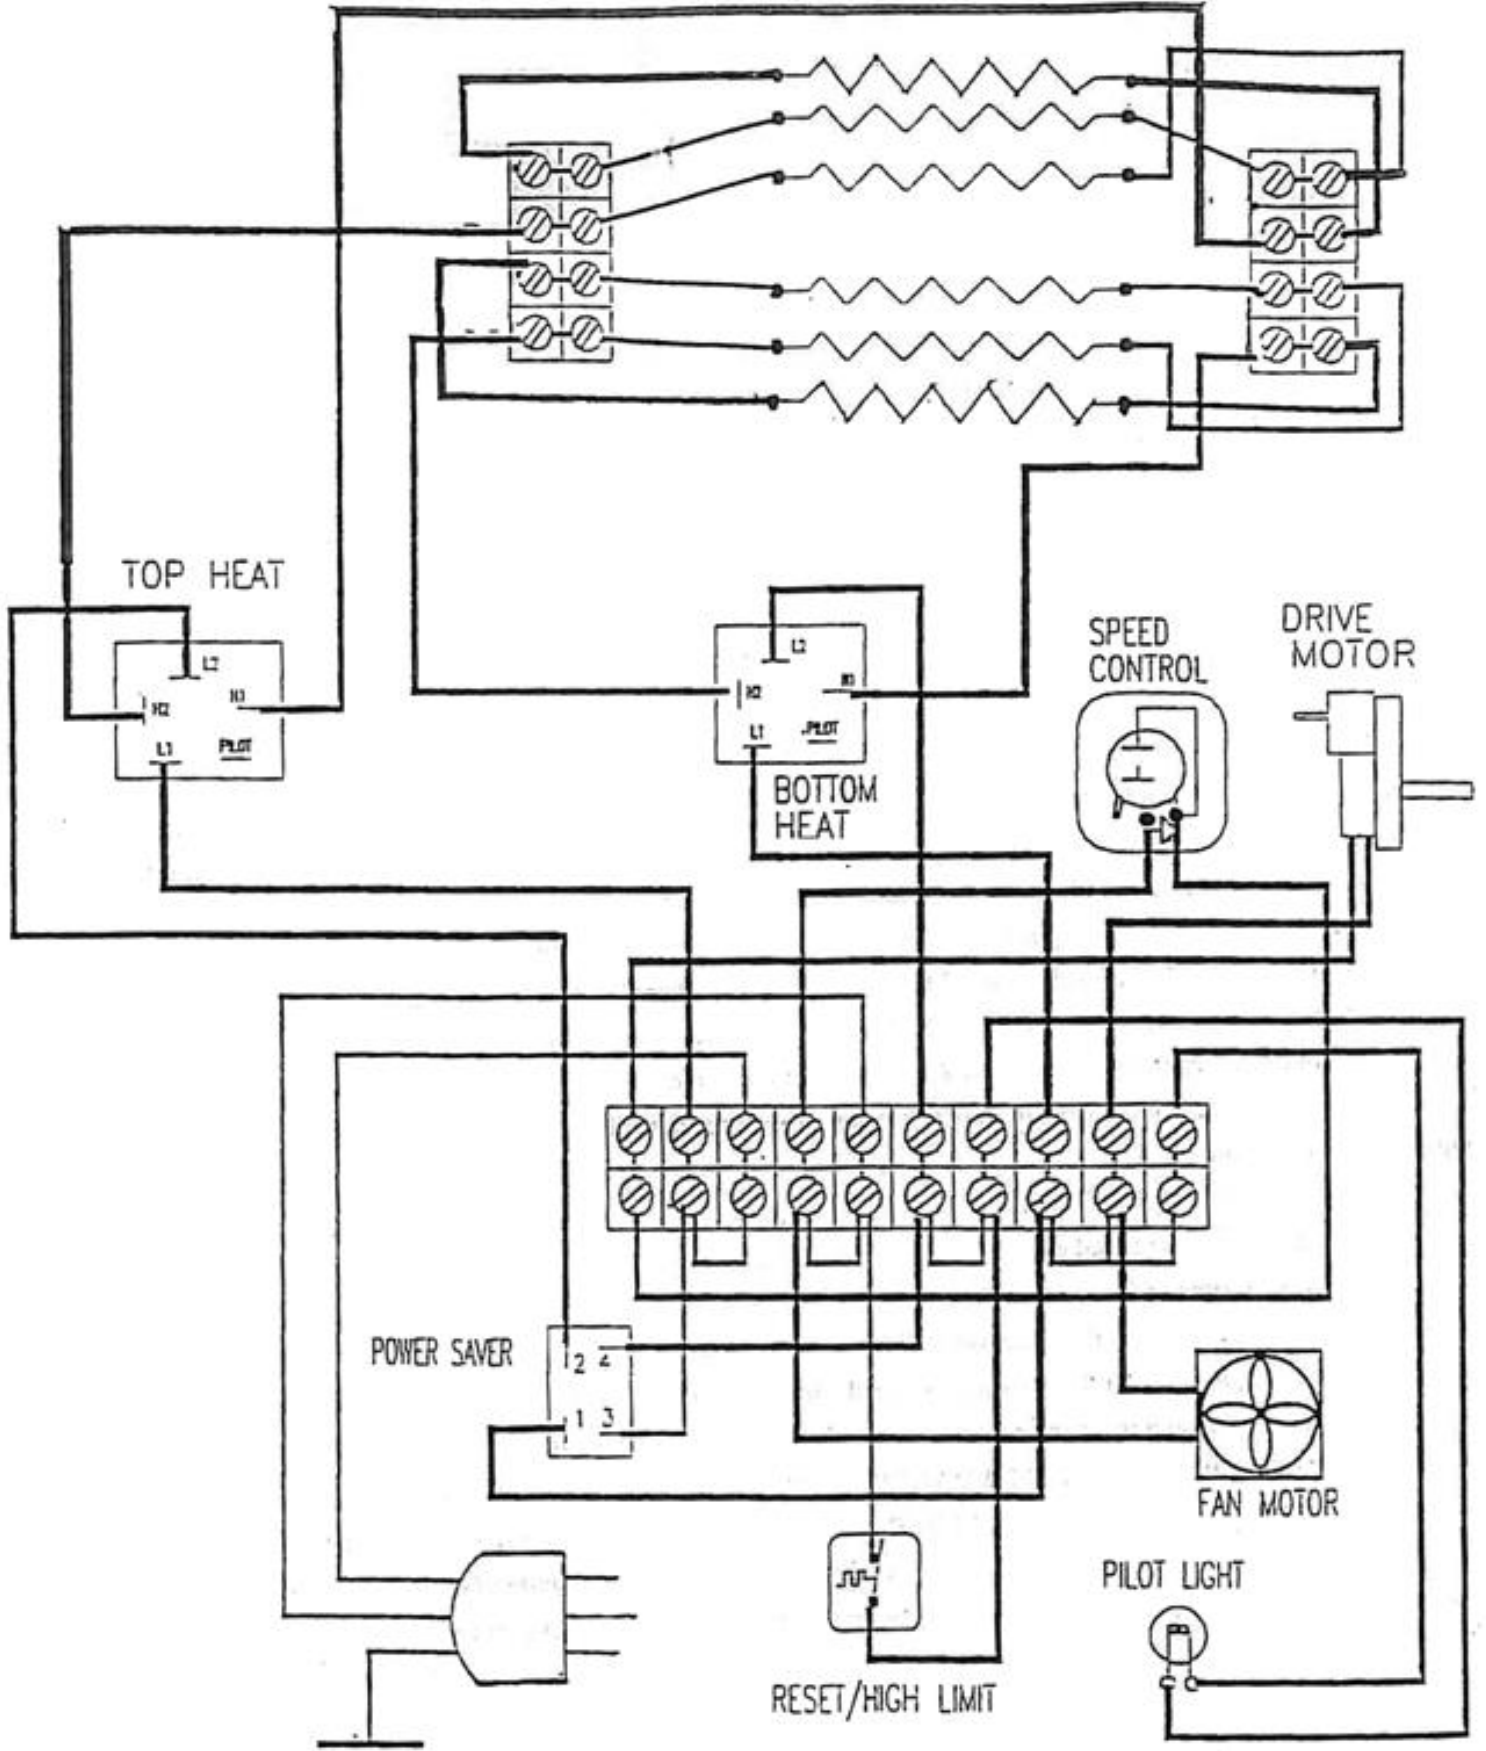 TOP HEAT
L2
H2
H1
L1
PILOT
L2
H2
H1
L1
PILOT
BOTTOM
HEAT
SPEED
CONTROL
DRIVE
MOTOR
POWER SAVER
2 4
1 3
FAN MOTOR
PILOT LIGHT
RESET/HIGH LIMIT